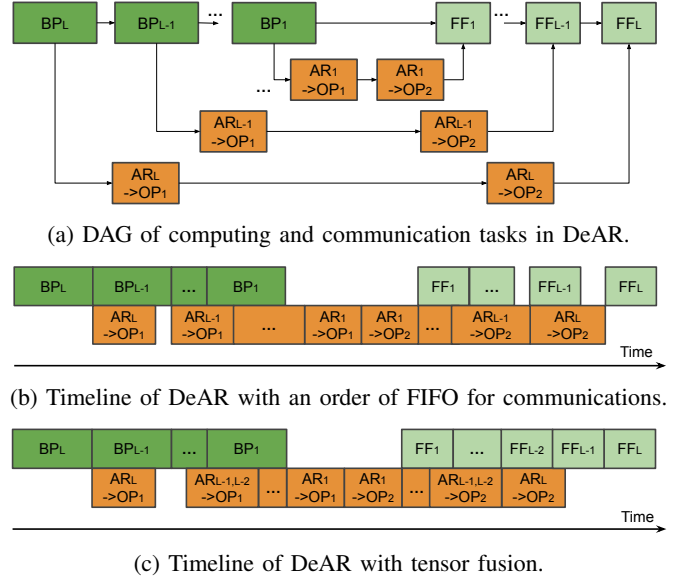 BPL BPL-1 ... BP1 FF1 ... FFL-1 FFL
... AR1 ->OP1 AR1 ->OP2
ARL-1 ->OP1 ARL-1 ->OP2
ARL ->OP1 ARL ->OP2
(a) DAG of computing and communication tasks in DeAR.
BPL BPL-1 ... BP1 FF1 ... FFL-1 FFL
ARL ->OP1 ARL-1 ->OP1 ... AR1 ->OP1 AR1 ->OP2 ... ARL-1 ->OP2 ARL ->OP2
Time
(b) Timeline of DeAR with an order of FIFO for communications.
BPL BPL-1 ... BP1 FF1 ... FFL-2 FFL-1 FFL
ARL ->OP1 ARL-1,L-2 ->OP1 ... AR1 ->OP1 AR1 ->OP2 ... ARL-1,L-2 ->OP2 ARL ->OP2
Time
(c) Timeline of DeAR with tensor fusion.